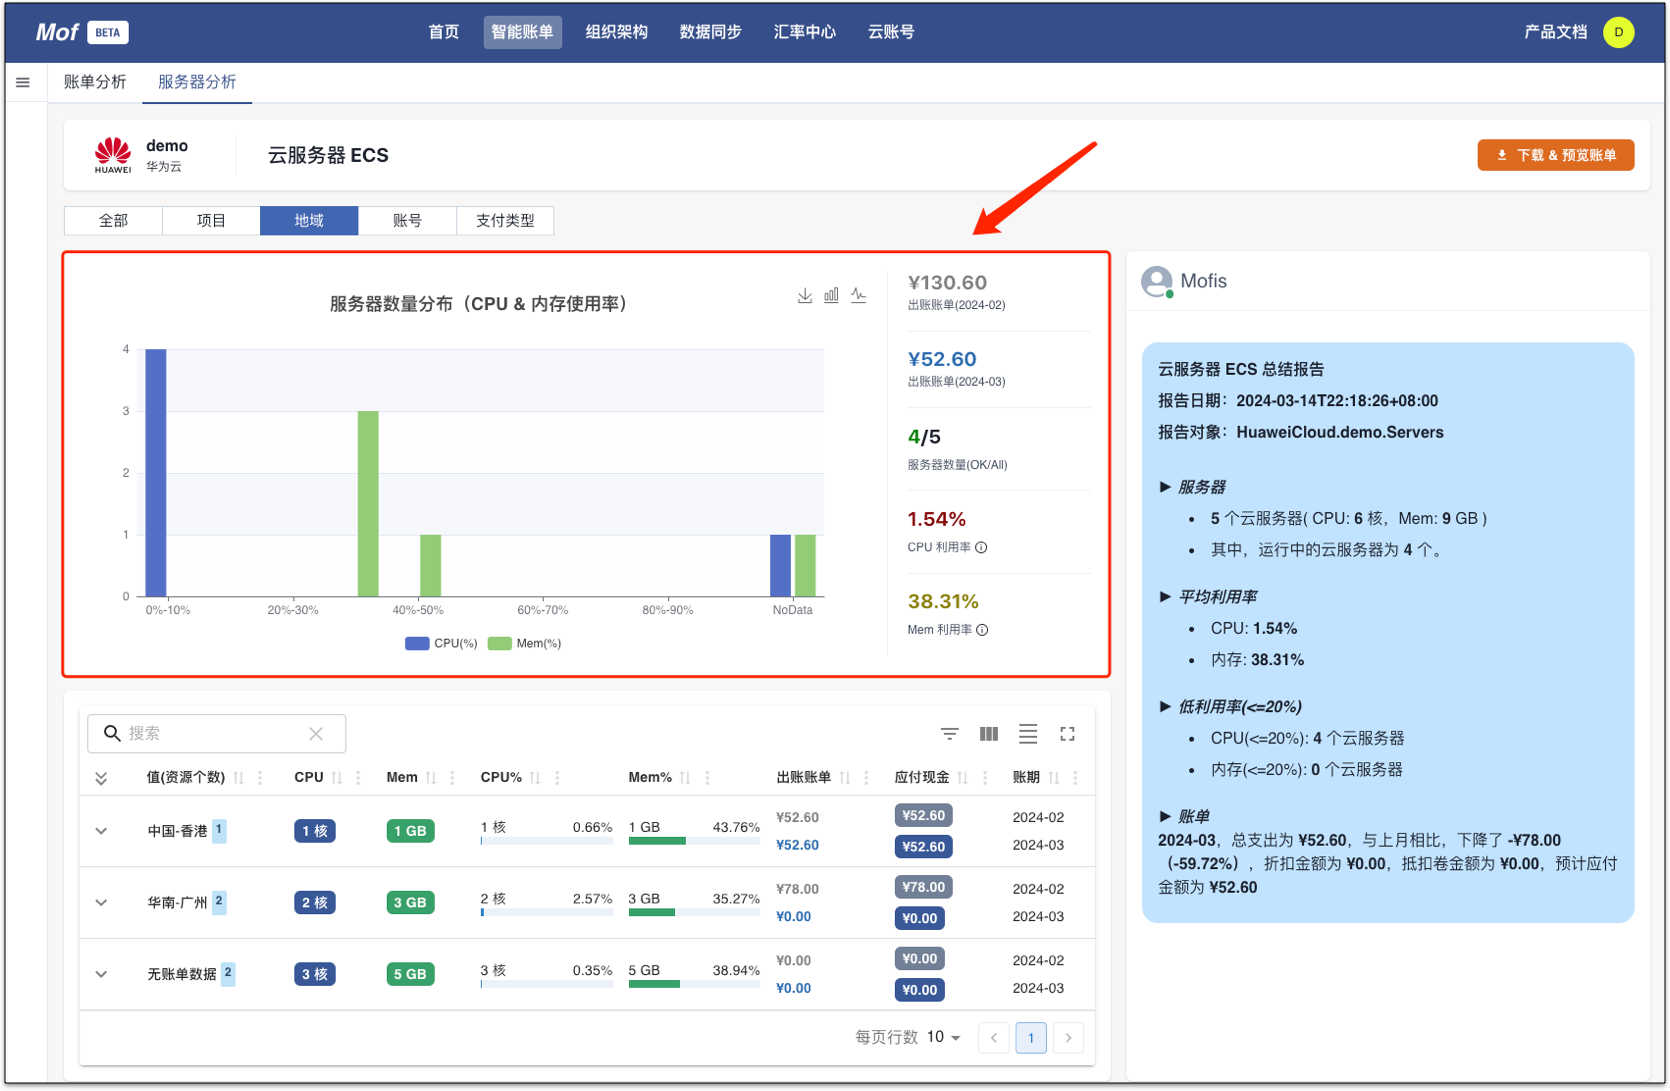 Mof BETA 首页 智能账单 组织架构 数据同步 汇率中心 云账号 产品文档 D
账单分析 服务器分析
HUAWEI demo 华为云 云服务器 ECS 下载 & 预览账单
全部 项目 地域 账号 支付类型
服务器数量分布（CPU & 内存使用率）
4
3
2
1
0
0%-10% 20%-30% 40%-50% 60%-70% 80%-90% NoData
CPU(%) Mem(%)
¥130.60
出账账单(2024-02)
¥52.60
出账账单(2024-03)
4/5
服务器数量(OK/All)
1.54%
CPU 利用率
38.31%
Mem 利用率
搜索
值(资源个数) CPU Mem CPU% Mem% 出账账单 应付现金 账期
中国-香港 1 1 核 1 GB 1 核 0.66% 1 GB 43.76% ¥52.60 ¥52.60 2024-02
¥52.60 ¥52.60 2024-03
华南-广州 2 2 核 3 GB 2 核 2.57% 3 GB 35.27% ¥78.00 ¥78.00 2024-02
¥0.00 ¥0.00 2024-03
无账单数据 2 3 核 5 GB 3 核 0.35% 5 GB 38.94% ¥0.00 ¥0.00 2024-02
¥0.00 ¥0.00 2024-03
每页行数 10 1
Mofis
云服务器 ECS 总结报告
报告日期：2024-03-14T22:18:26+08:00
报告对象：HuaweiCloud.demo.Servers
► 服务器
• 5 个云服务器( CPU: 6 核，Mem: 9 GB )
• 其中，运行中的云服务器为 4 个。
► 平均利用率
• CPU: 1.54%
• 内存: 38.31%
► 低利用率(<=20%)
• CPU(<=20%): 4 个云服务器
• 内存(<=20%): 0 个云服务器
► 账单
2024-03，总支出为 ¥52.60，与上月相比，下降了 -¥78.00
（-59.72%），折扣金额为 ¥0.00，抵扣卷金额为 ¥0.00，预计应付
金额为 ¥52.60